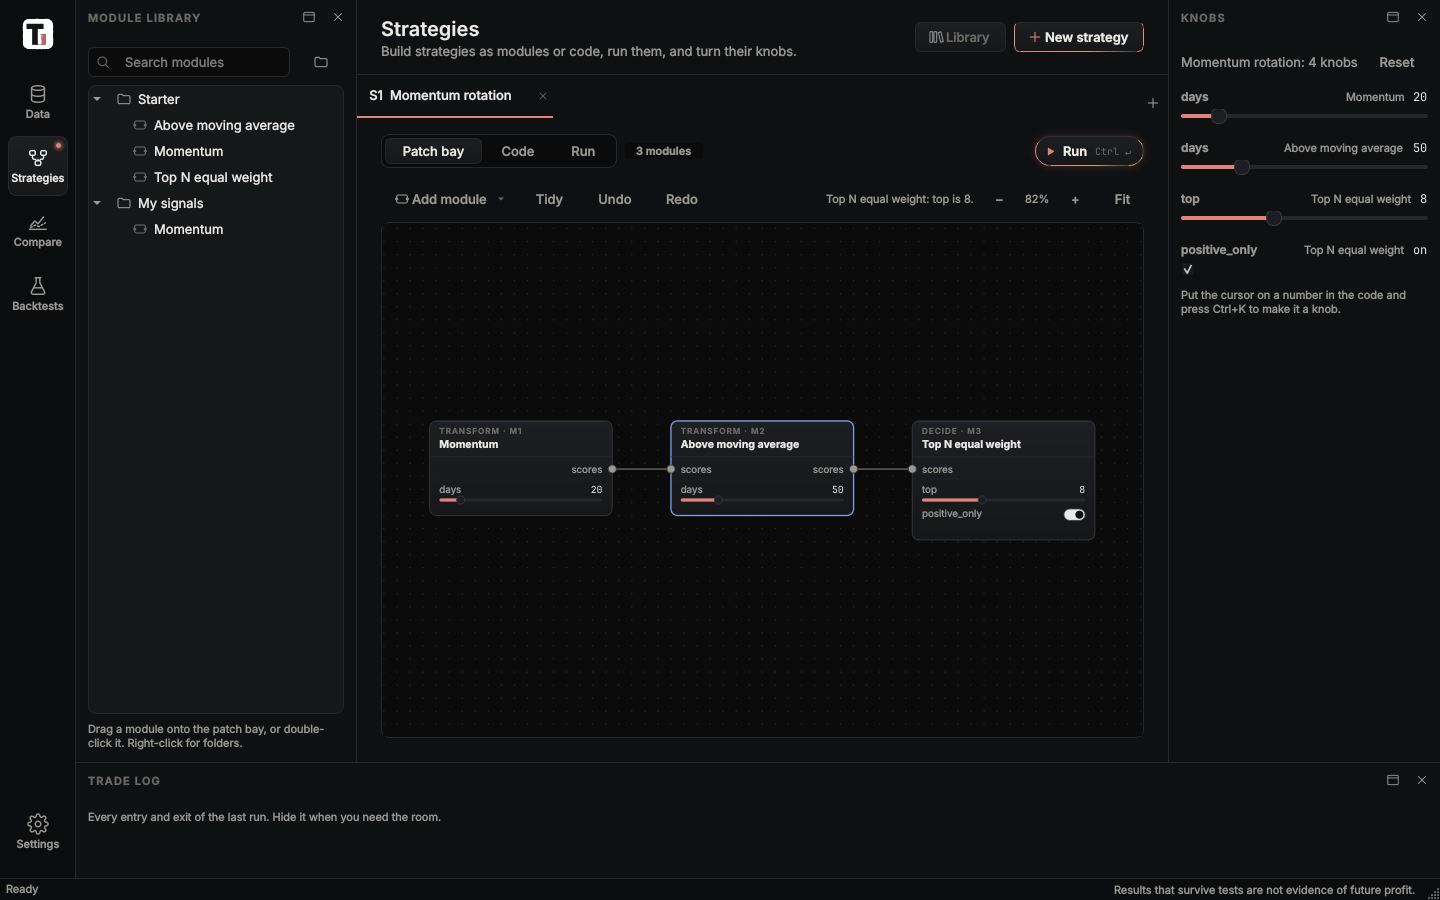 MODULE LIBRARY
Search modules
Starter
Above moving average
Momentum
Top N equal weight
My signals
Momentum
Drag a module onto the patch bay, or double-
click it. Right-click for folders.
Data
Strategies
Compare
Backtests
Settings
Strategies
Build strategies as modules or code, run them, and turn their knobs.
Library
+ New strategy
S1 Momentum rotation
Patch bay
Code
Run
3 modules
Run Ctrl ↵
Add module
Tidy
Undo
Redo
Top N equal weight: top is 8.
− 82% +
Fit
TRANSFORM · M1
Momentum
scores
days 20
TRANSFORM · M2
Above moving average
scores scores
days 50
DECIDE · M3
Top N equal weight
scores
top 8
positive_only
KNOBS
Momentum rotation: 4 knobs
Reset
days Momentum 20
days Above moving average 50
top Top N equal weight 8
positive_only Top N equal weight on
Put the cursor on a number in the code and
press Ctrl+K to make it a knob.
TRADE LOG
Every entry and exit of the last run. Hide it when you need the room.
Ready
Results that survive tests are not evidence of future profit.